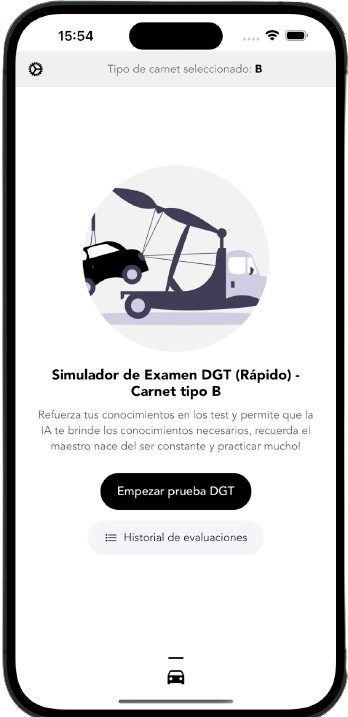 15:54
Tipo de carnet seleccionado: B
Simulador de Examen DGT (Rápido) -
Carnet tipo B
Refuerza tus conocimientos en los test y permite que la
IA te brinde los conocimientos necesarios, recuerda el
maestro nace del ser constante y practicar mucho!
Empezar prueba DGT
Historial de evaluaciones